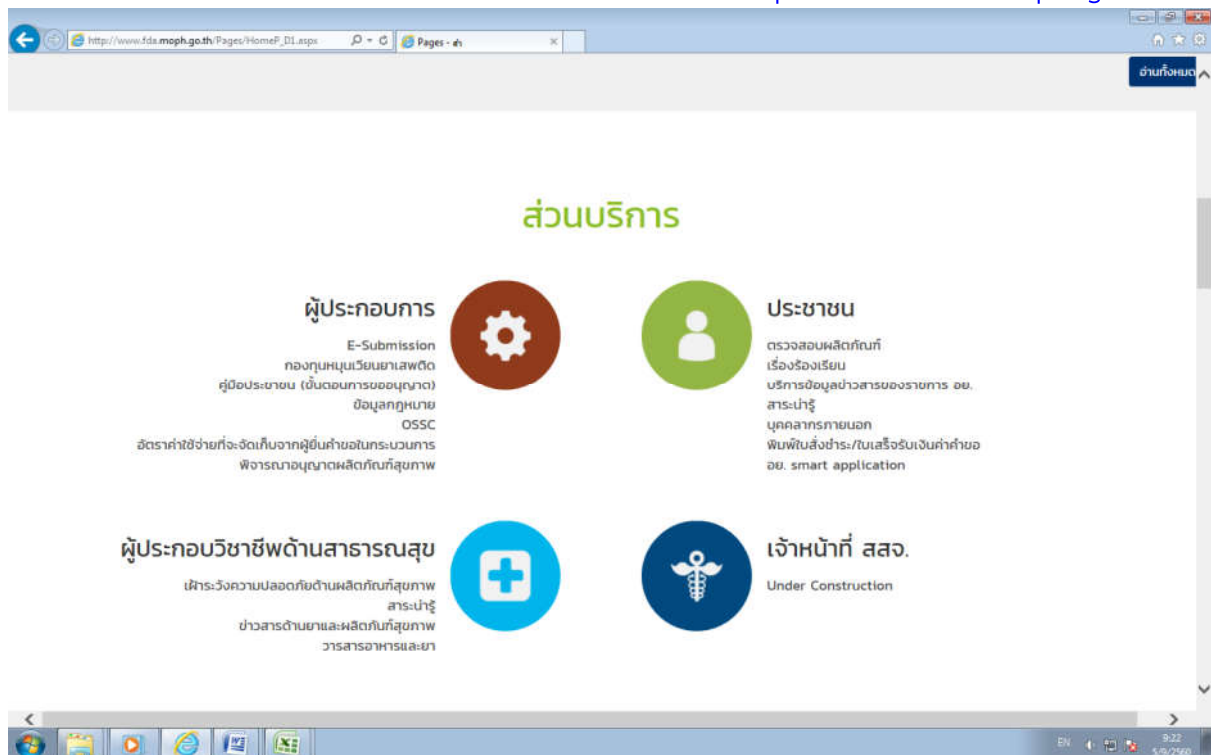 http://www.fda.moph.go.th/Pages/HomeP_D1.aspx
Pages - ค่า
อ่านทั้งหมด
ส่วนบริการ
ผู้ประกอบการ
E-Submission
กองทุนหมุนเวียนยาเสพติด
คู่มือประชาชน (ขั้นตอนการขออนุญาต)
ข้อมูลกฎหมาย
OSSC
อัตราค่าใช้จ่ายที่จะจัดเก็บจากผู้ยื่นคำขอในกระบวนการ
พิจารณาอนุญาตผลิตภัณฑ์สุขภาพ
ประชาชน
ตรวจสอบผลิตภัณฑ์
เรื่องร้องเรียน
บริการข้อมูลข่าวสารของราชการ อย.
สาระน่ารู้
บุคคลากรภายนอก
พิมพ์ใบสั่งชำระ/ใบเสร็จรับเงินค่าคำขอ
อย. smart application
ผู้ประกอบวิชาชีพด้านสาธารณสุข
เฝ้าระวังความปลอดภัยด้านผลิตภัณฑ์สุขภาพ
สาระน่ารู้
ข่าวสารด้านยาและผลิตภัณฑ์สุขภาพ
วารสารอาหารและยา
เจ้าหน้าที่ สสจ.
Under Construction
EN
9:22
5/9/2560